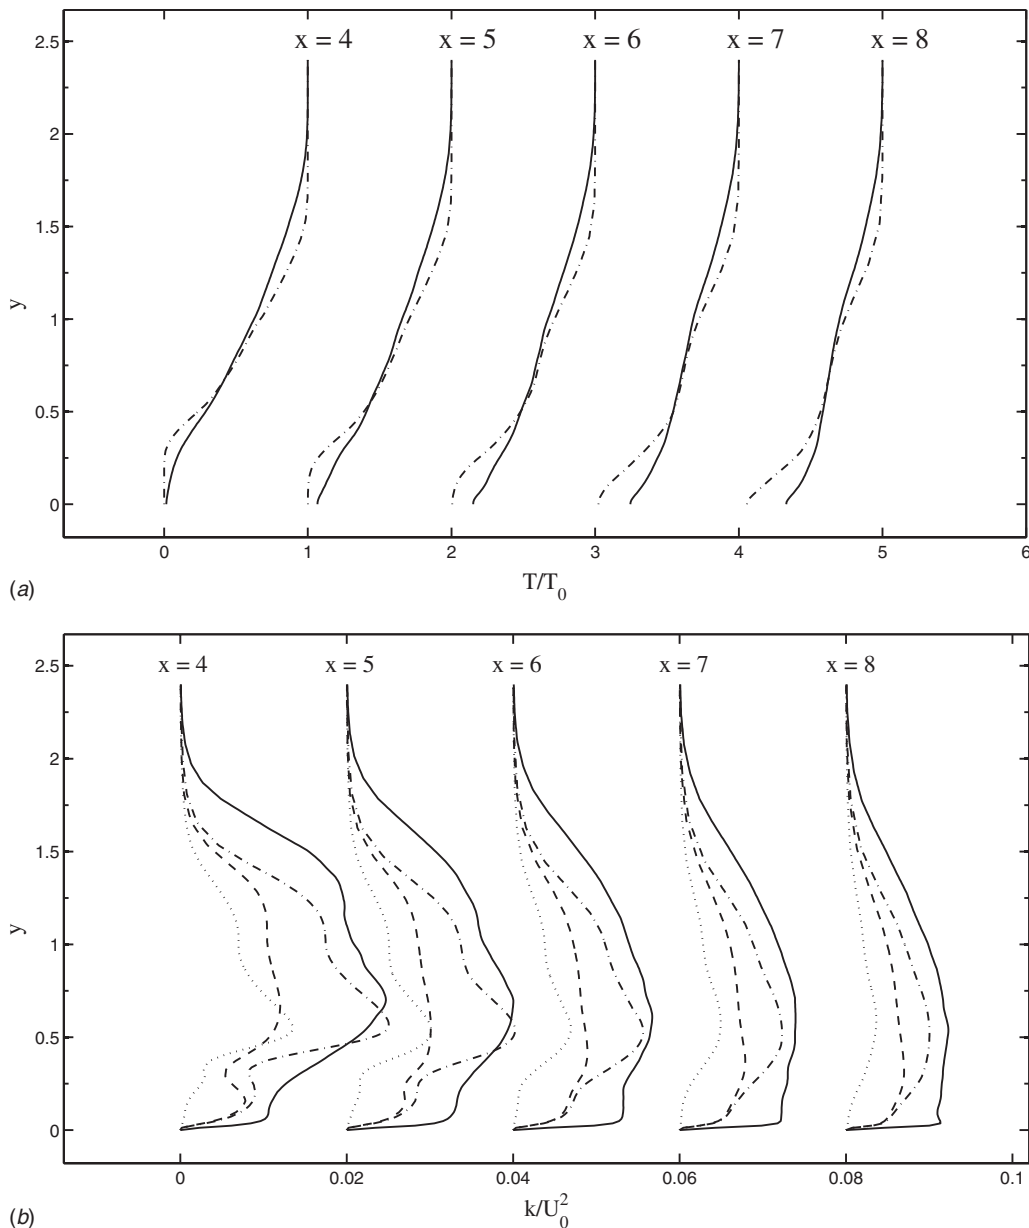 x = 4 x = 5 x = 6 x = 7 x = 8
2.5
2
1.5
1
0.5
0
y
0 1 2 3 4 5 6
T/T₀
(a)
x = 4 x = 5 x = 6 x = 7 x = 8
2.5
2
1.5
1
0.5
0
y
0 0.02 0.04 0.06 0.08 0.1
k/U₀²
(b)